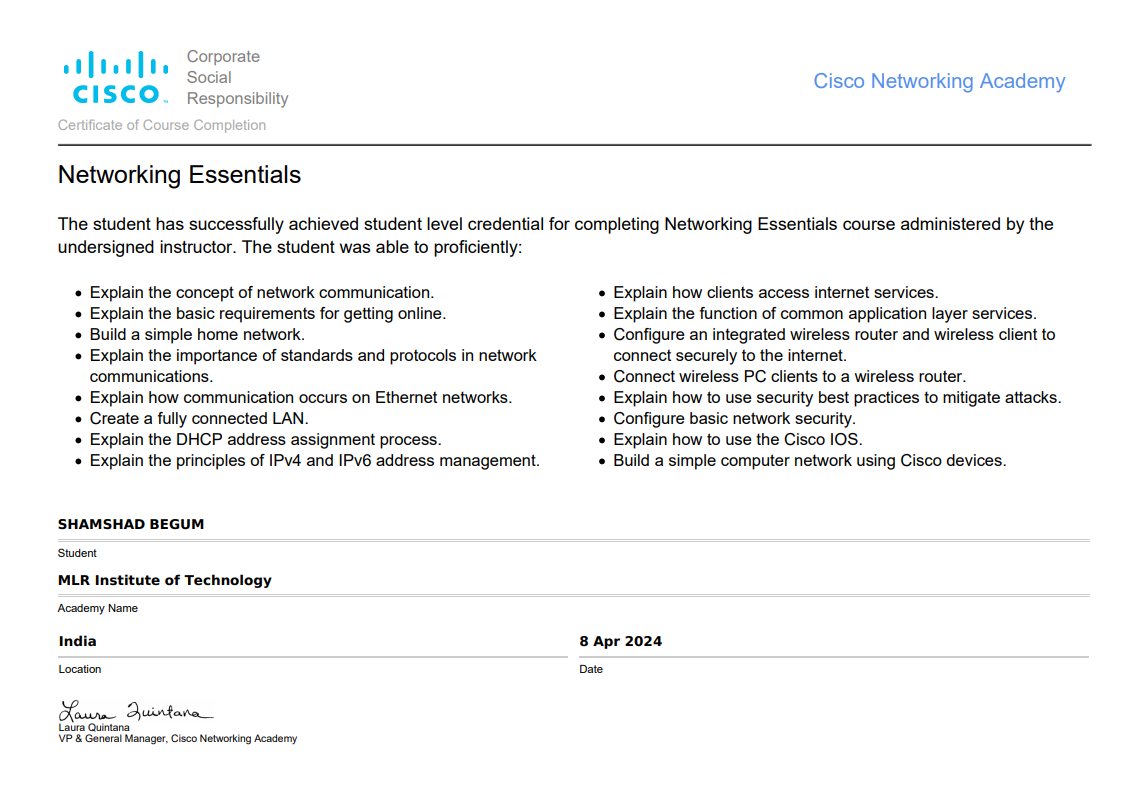 Corporate
Social
Responsibility
CISCO™
Cisco Networking Academy
Certificate of Course Completion
Networking Essentials
The student has successfully achieved student level credential for completing Networking Essentials course administered by the
undersigned instructor. The student was able to proficiently:
• Explain the concept of network communication.
• Explain the basic requirements for getting online.
• Build a simple home network.
• Explain the importance of standards and protocols in network
communications.
• Explain how communication occurs on Ethernet networks.
• Create a fully connected LAN.
• Explain the DHCP address assignment process.
• Explain the principles of IPv4 and IPv6 address management.
• Explain how clients access internet services.
• Explain the function of common application layer services.
• Configure an integrated wireless router and wireless client to
connect securely to the internet.
• Connect wireless PC clients to a wireless router.
• Explain how to use security best practices to mitigate attacks.
• Configure basic network security.
• Explain how to use the Cisco IOS.
• Build a simple computer network using Cisco devices.
SHAMSHAD BEGUM
Student
MLR Institute of Technology
Academy Name
India
Location
8 Apr 2024
Date
Laura Quintana
Laura Quintana
VP & General Manager, Cisco Networking Academy